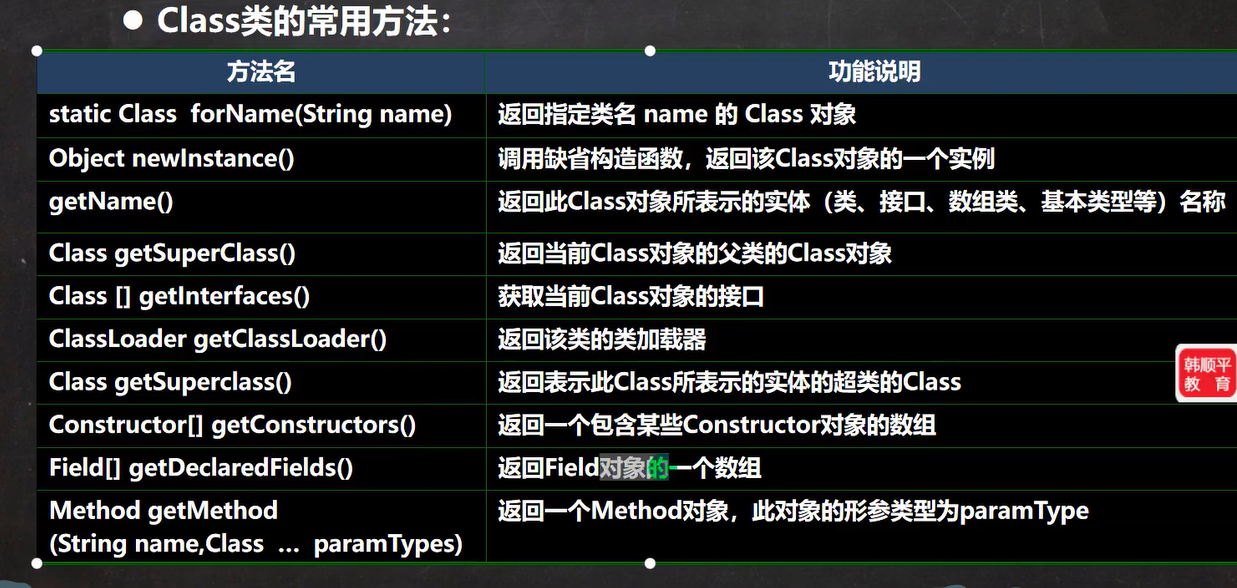 ● Class类的常用方法：
方法名 功能说明
static Class forName(String name) 返回指定类名 name 的 Class 对象
Object newInstance() 调用缺省构造函数，返回该Class对象的一个实例
getName() 返回此Class对象所表示的实体（类、接口、数组类、基本类型等）名称
Class getSuperClass() 返回当前Class对象的父类的Class对象
Class [] getInterfaces() 获取当前Class对象的接口
ClassLoader getClassLoader() 返回该类的类加载器
Class getSuperclass() 返回表示此Class所表示的实体的超类的Class
Constructor[] getConstructors() 返回一个包含某些Constructor对象的数组
Field[] getDeclaredFields() 返回Field对象的一个数组
Method getMethod 返回一个Method对象，此对象的形参类型为paramType
(String name,Class … paramTypes)
韩顺平
教 育